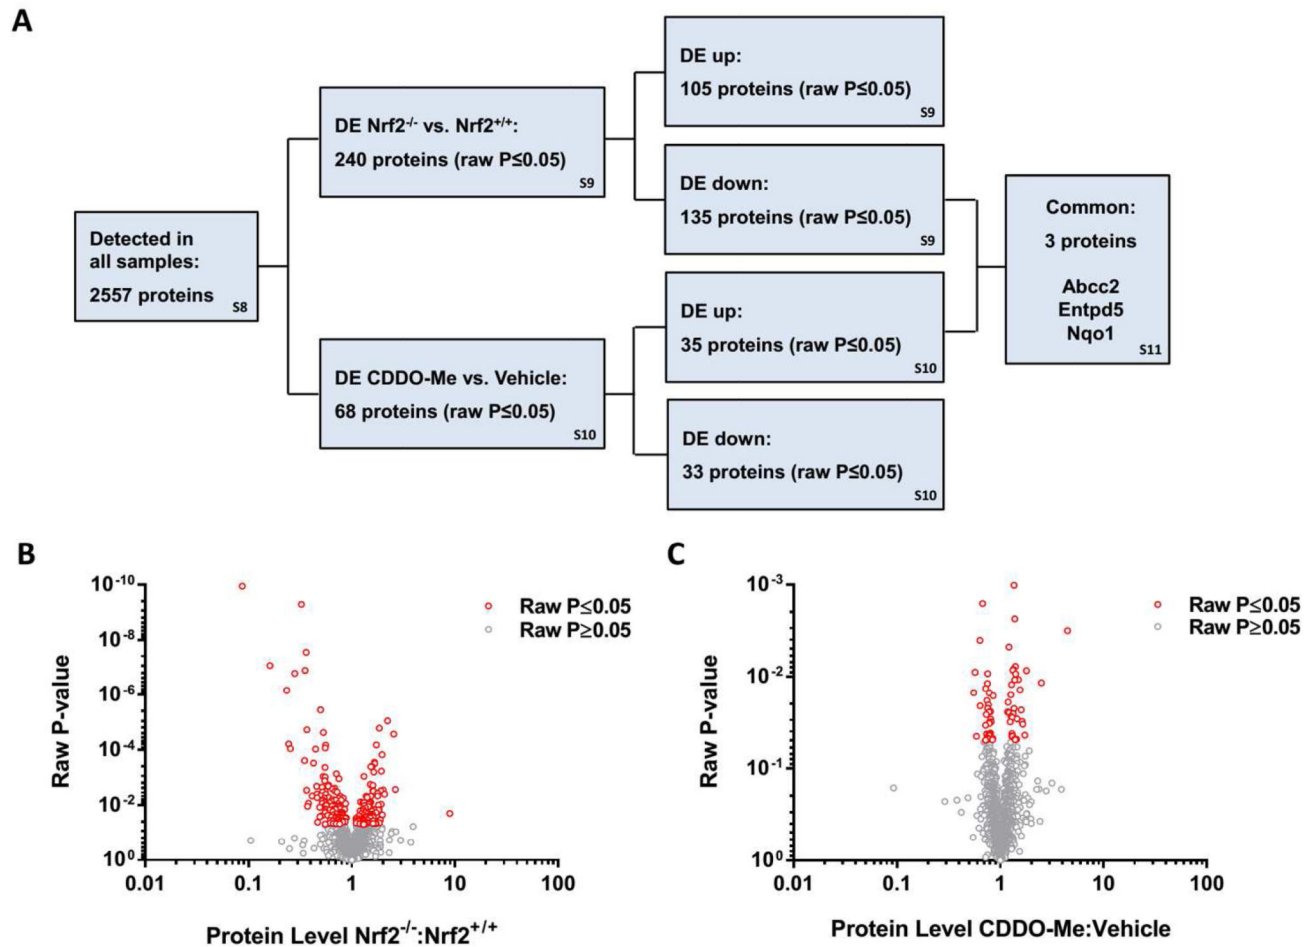 A
Detected in
all samples:
2557 proteins
S8
DE Nrf2-/- vs. Nrf2+/+:
240 proteins (raw P≤0.05)
S9
DE CDDO-Me vs. Vehicle:
68 proteins (raw P≤0.05)
S10
DE up:
105 proteins (raw P≤0.05)
S9
DE down:
135 proteins (raw P≤0.05)
S9
DE up:
35 proteins (raw P≤0.05)
S10
DE down:
33 proteins (raw P≤0.05)
S10
Common:
3 proteins
Abcc2
Entpd5
Nqo1
S11
B
Raw P-value
10-10
10-8
10-6
10-4
10-2
100
0.01
0.1
1
10
100
Protein Level Nrf2-/-:Nrf2+/+
Raw P≤0.05
Raw P≥0.05
C
Raw P-value
10-3
10-2
10-1
100
0.01
0.1
1
10
100
Protein Level CDDO-Me:Vehicle
Raw P≤0.05
Raw P≥0.05